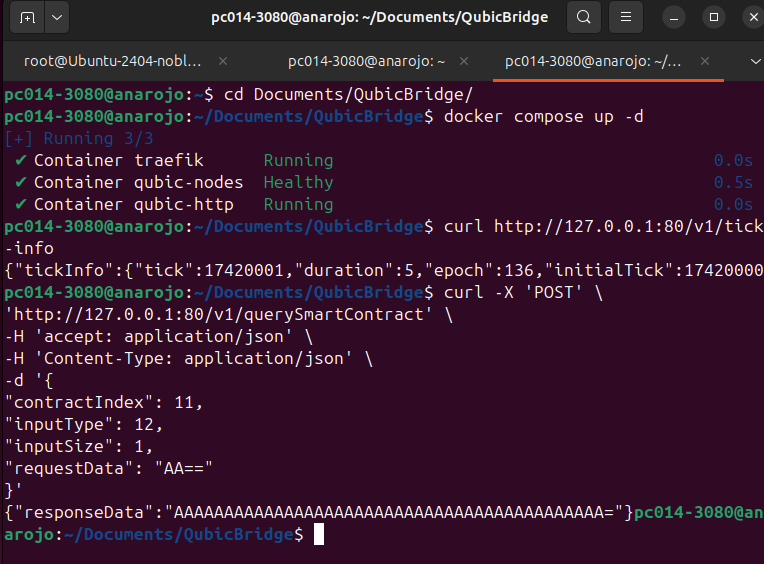 pc014-3080@anarojo: ~/Documents/QubicBridge
root@Ubuntu-2404-nobl...
pc014-3080@anarojo: ~
pc014-3080@anarojo: ~/...
pc014-3080@anarojo:~$ cd Documents/QubicBridge/
pc014-3080@anarojo:~/Documents/QubicBridge$ docker compose up -d
[+] Running 3/3
✔ Container traefik Running 0.0s
✔ Container qubic-nodes Healthy 0.5s
✔ Container qubic-http Running 0.0s
pc014-3080@anarojo:~/Documents/QubicBridge$ curl http://127.0.0.1:80/v1/tick
-info
{"tickInfo":{"tick":17420001,"duration":5,"epoch":136,"initialTick":17420000
pc014-3080@anarojo:~/Documents/QubicBridge$ curl -X 'POST' \
'http://127.0.0.1:80/v1/querySmartContract' \
-H 'accept: application/json' \
-H 'Content-Type: application/json' \
-d '{
"contractIndex": 11,
"inputType": 12,
"inputSize": 1,
"requestData": "AA=="
}'
{"responseData":"AAAAAAAAAAAAAAAAAAAAAAAAAAAAAAAAAAAAAAAAAAA="}pc014-3080@an
arojo:~/Documents/QubicBridge$